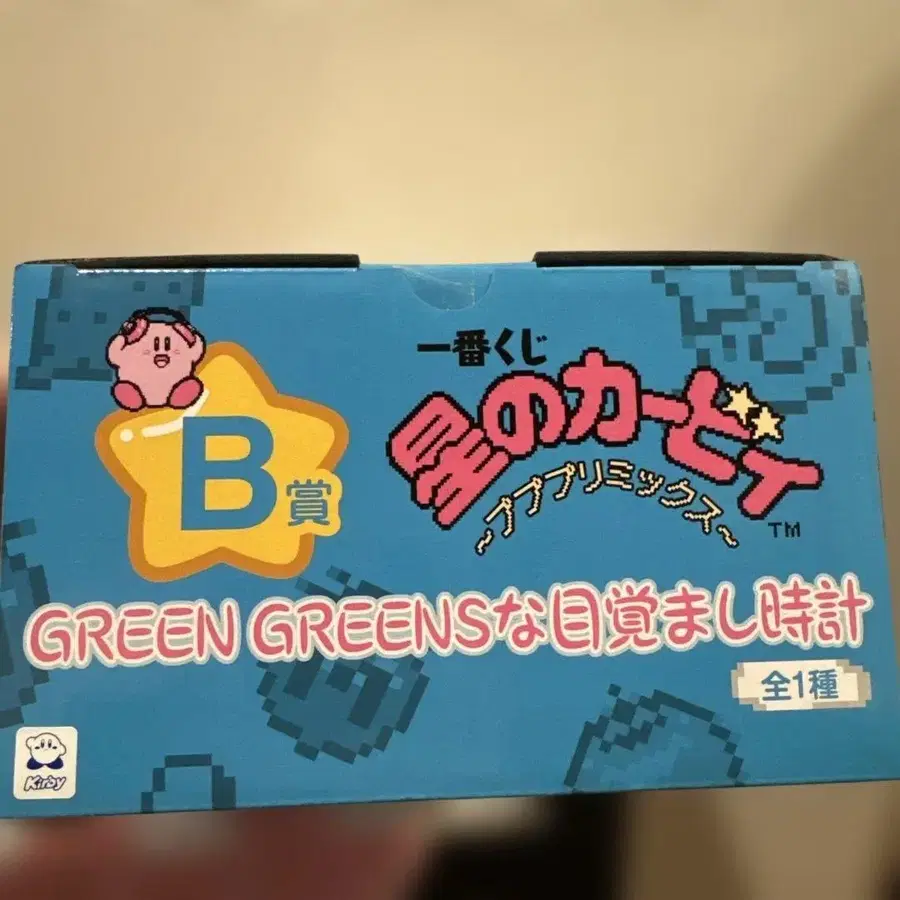 一番くじ
星のカービィ
~プププリミックス~
TM
B賞
GREEN GREENSな目覚まし時計
全1種
Kirby